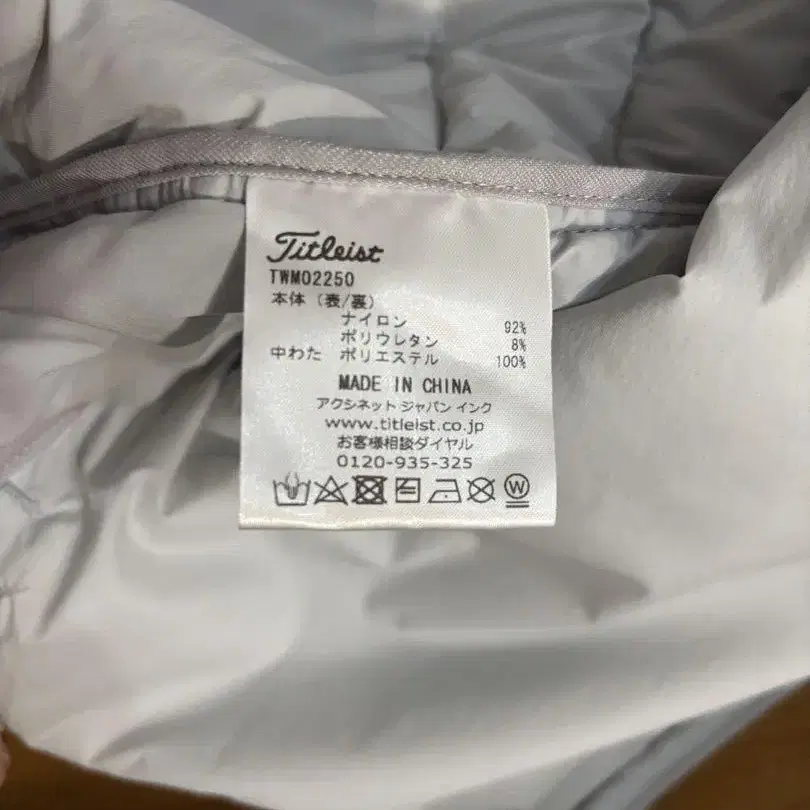 Titleist
TWMO2250
本体 (表/裏)
ナイロン 92%
ポリウレタン 8%
中わた ポリエステル 100%
MADE IN CHINA
アクシネット ジャパン インク
www.titleist.co.jp
お客様相談ダイヤル
0120-935-325
W